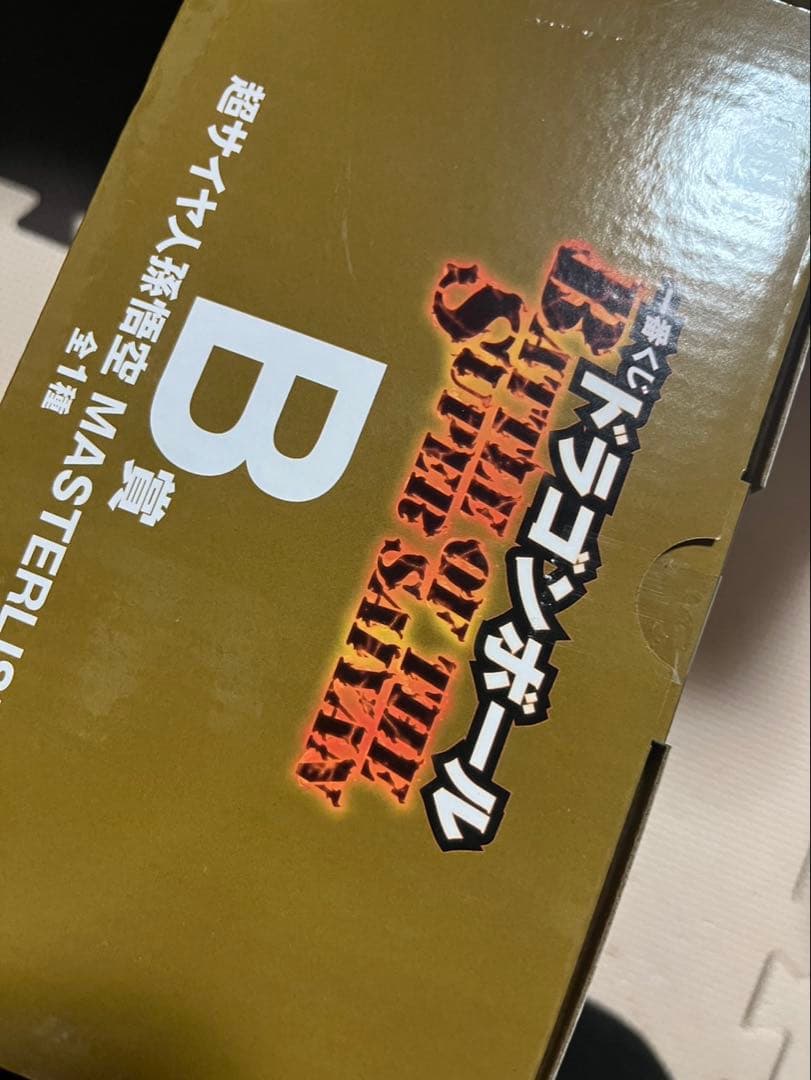 一番くじ
ドラゴンボール
BATTLE OF THE
SUPER SAIYAN
B賞
超サイヤ人孫悟空 MASTERLIS
全1種